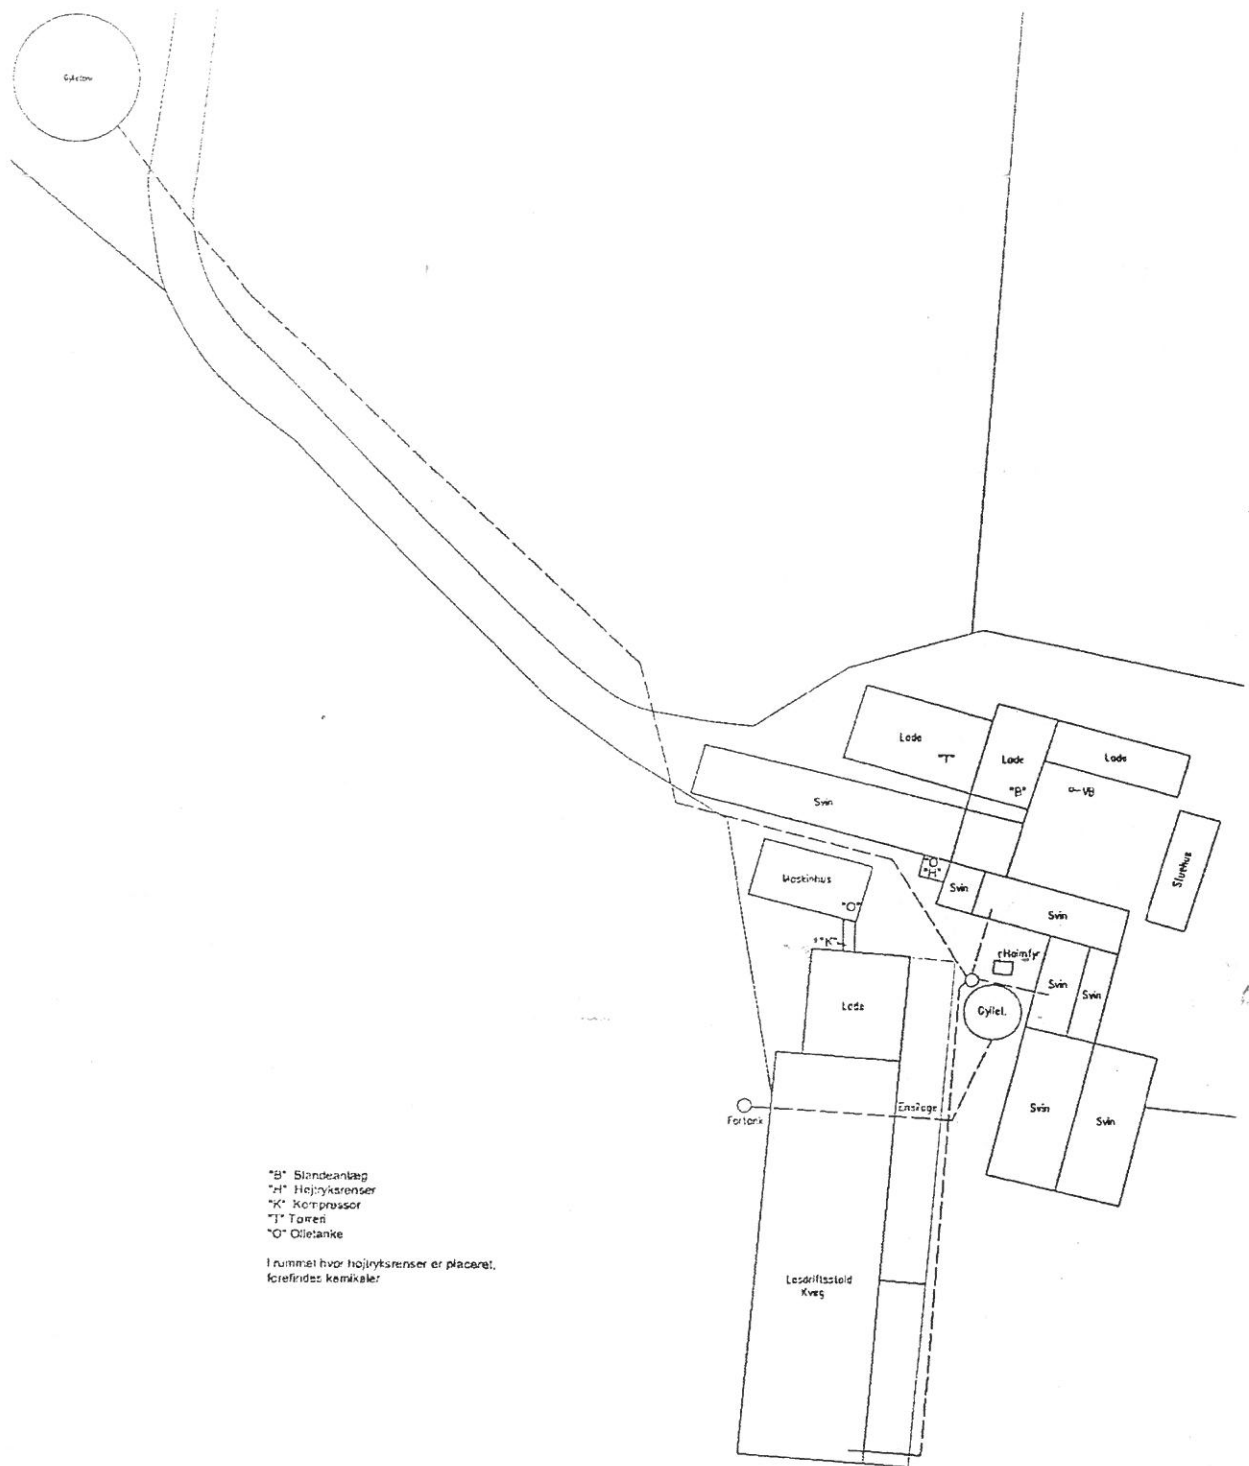 Lade
"T"
Lade
"B"
Lade
VB
Svin
Stuehus
Maskinhus
"O"
"K"
"O"
"H"
Svin
Svin
Halmfyr
Svin
Svin
Gyllet.
Lade
Fortank
Ensilage
Svin
Svin
"B" Blandeanlæg
"H" Højtryksrenser
"K" Kompressor
"T" Tørreri
"O" Olietanke
I rummet hvor højtryksrenser er placeret,
forefindes kemikaler
Løsdriftsstald
Kvæg